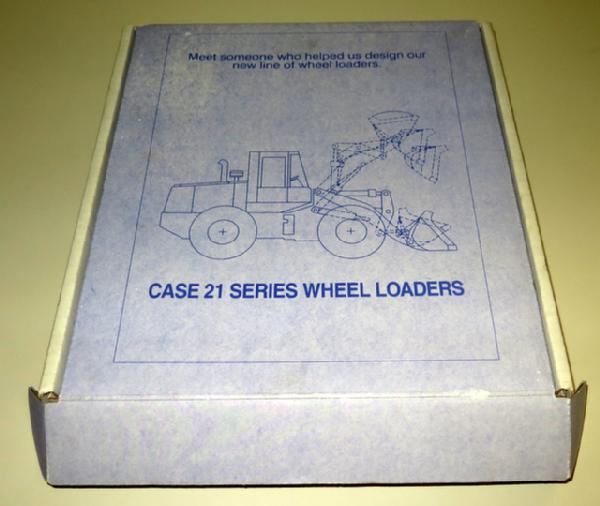 Meet someone who helped us design our
new line of wheel loaders.
CASE 21 SERIES WHEEL LOADERS